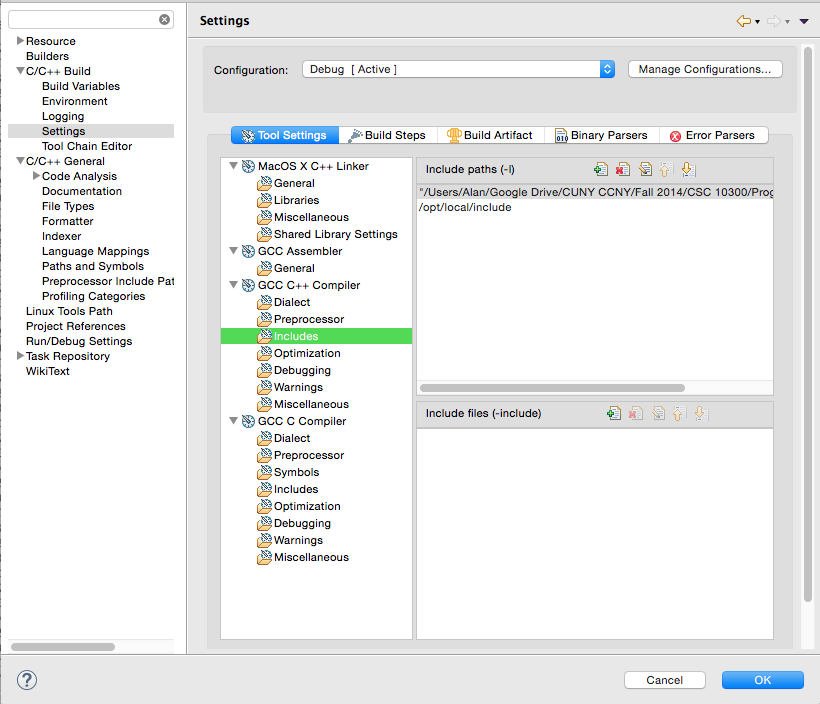 Settings
Resource
Builders
C/C++ Build
Build Variables
Environment
Logging
Settings
Tool Chain Editor
C/C++ General
Code Analysis
Documentation
File Types
Formatter
Indexer
Language Mappings
Paths and Symbols
Preprocessor Include Pat
Profiling Categories
Linux Tools Path
Project References
Run/Debug Settings
Task Repository
WikiText
Configuration:
Debug [ Active ]
Manage Configurations...
Tool Settings
Build Steps
Build Artifact
Binary Parsers
Error Parsers
MacOS X C++ Linker
General
Libraries
Miscellaneous
Shared Library Settings
GCC Assembler
General
GCC C++ Compiler
Dialect
Preprocessor
Includes
Optimization
Debugging
Warnings
Miscellaneous
GCC C Compiler
Dialect
Preprocessor
Symbols
Includes
Optimization
Debugging
Warnings
Miscellaneous
Include paths (-I)
"/Users/Alan/Google Drive/CUNY CCNY/Fall 2014/CSC 10300/Prog
/opt/local/include
Include files (-include)
?
Cancel
OK